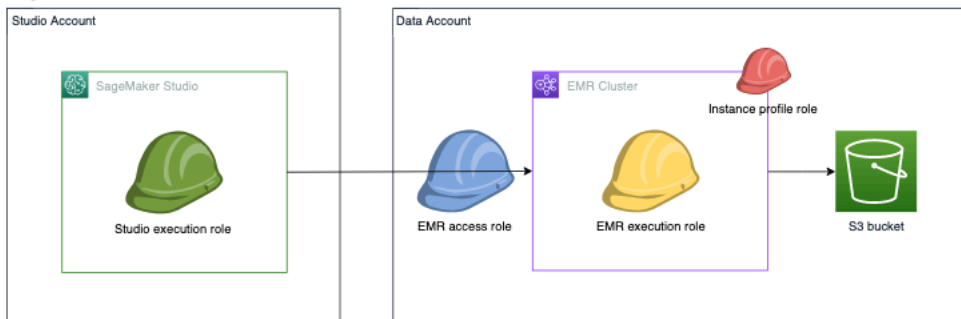 Studio Account
Data Account
SageMaker Studio
EMR Cluster
Instance profile role
Studio execution role
EMR access role
EMR execution role
S3 bucket